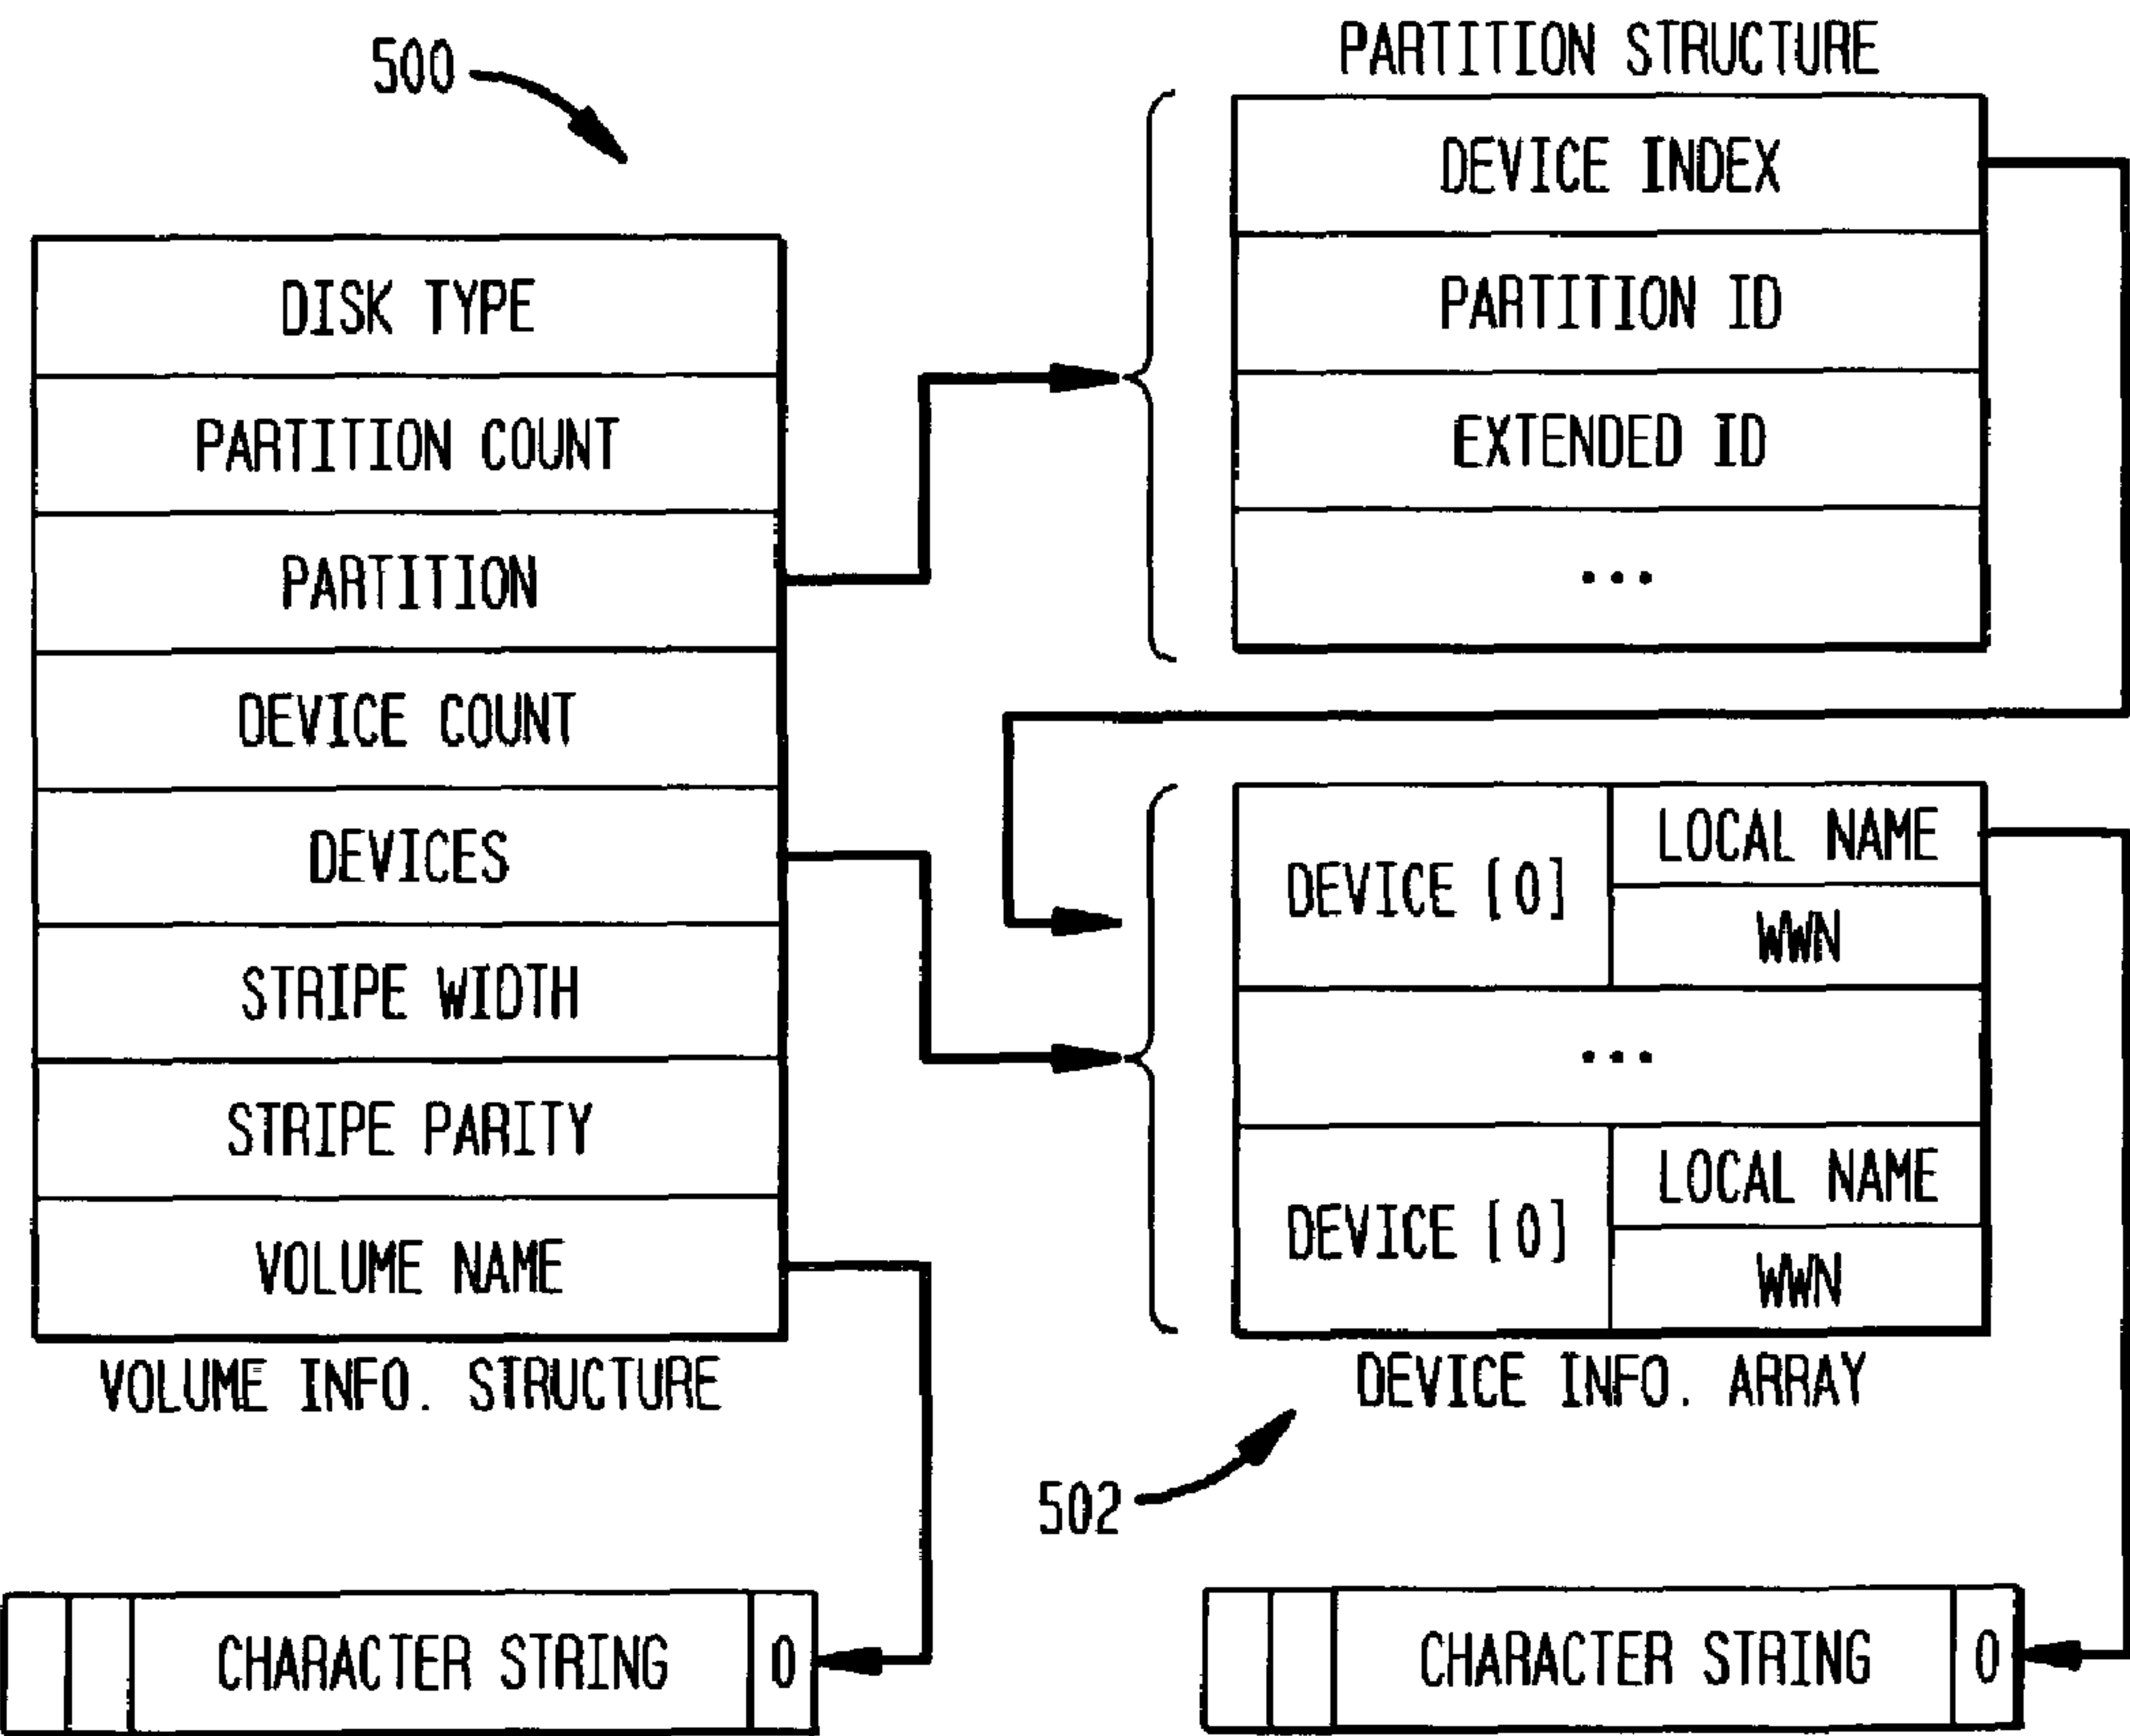 500
DISK TYPE
PARTITION COUNT
PARTITION
DEVICE COUNT
DEVICES
STRIPE WIDTH
STRIPE PARITY
VOLUME NAME
VOLUME INFO. STRUCTURE
CHARACTER STRING 0
PARTITION STRUCTURE
DEVICE INDEX
PARTITION ID
EXTENDED ID
...
DEVICE [0]
LOCAL NAME
WWN
...
DEVICE [0]
LOCAL NAME
WWN
DEVICE INFO. ARRAY
502
CHARACTER STRING 0